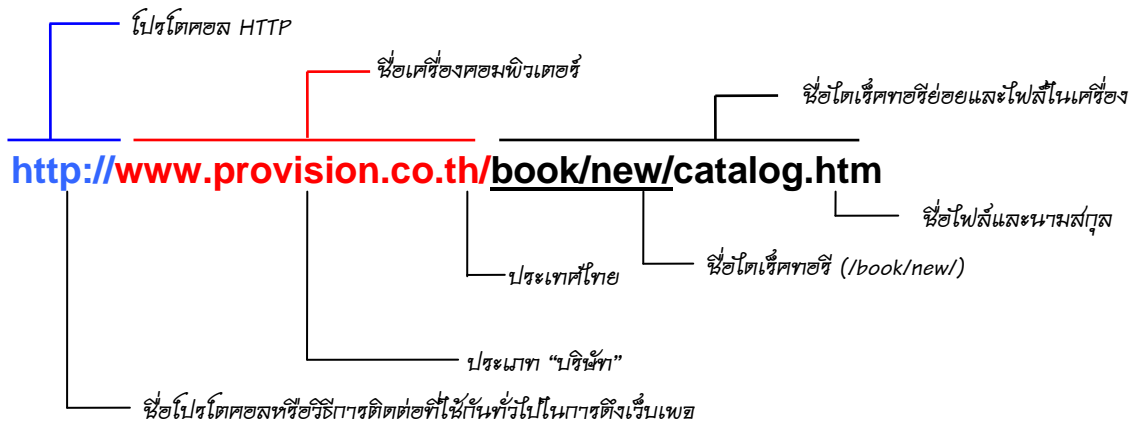 โปรโตคอล HTTP
ชื่อเครื่องคอมพิวเตอร์
ชื่อไดเร็คทอรีย่อยและไฟล์ในเครื่อง
http://www.provision.co.th/book/new/catalog.htm
ชื่อไฟล์และนามสกุล
ชื่อไดเร็คทอรี (/book/new/)
ประเทศไทย
ประเภท “บริษัท”
ชื่อโปรโตคอลหรือวิธีการติดต่อที่ใช้กันทั่วไปในการดึงเว็บเพจ